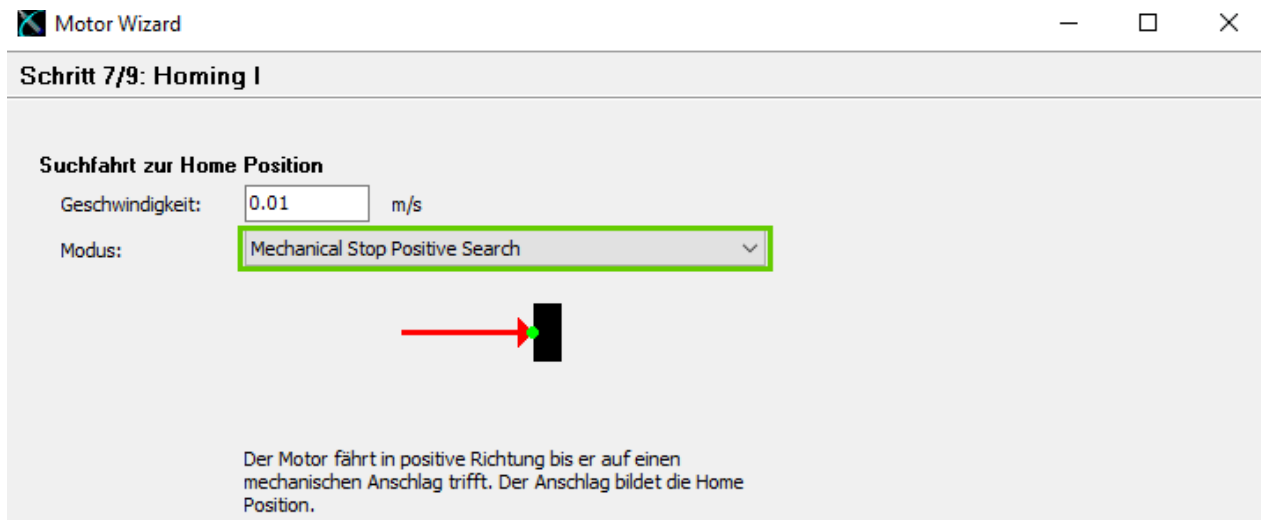 Motor Wizard
Schritt 7/9: Homing I
Suchfahrt zur Home Position
Geschwindigkeit: 0.01 m/s
Modus: Mechanical Stop Positive Search
Der Motor fährt in positive Richtung bis er auf einen
mechanischen Anschlag trifft. Der Anschlag bildet die Home
Position.